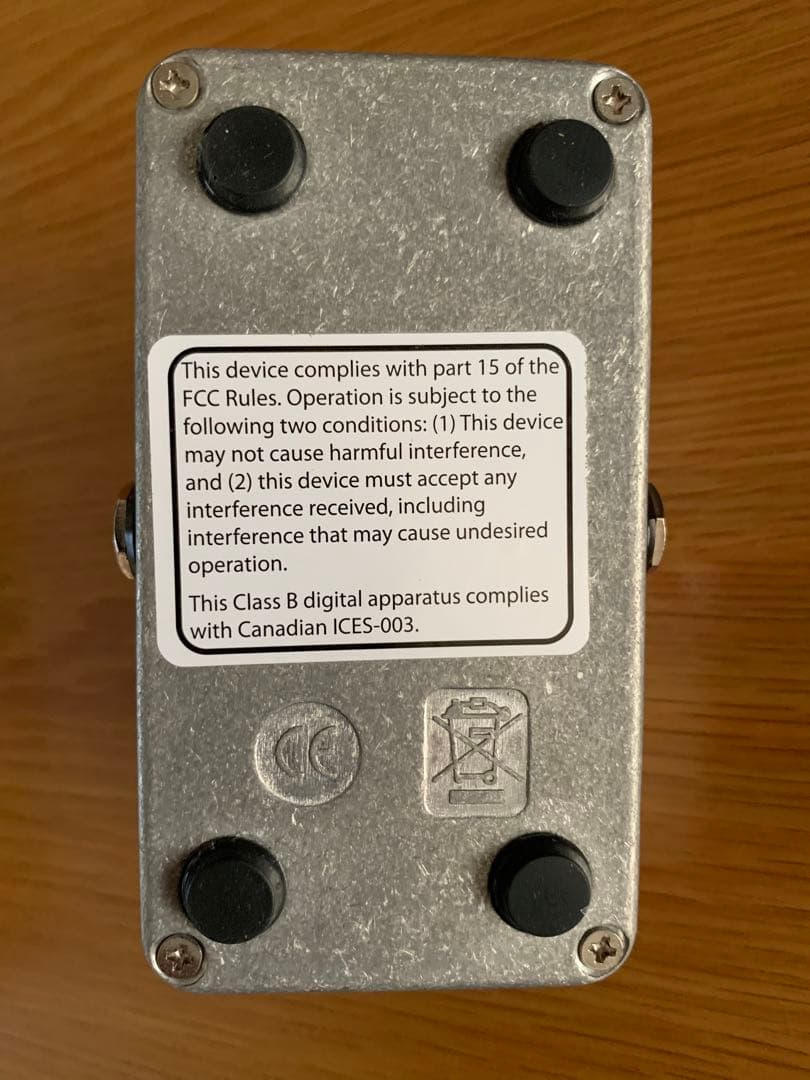 This device complies with part 15 of the
FCC Rules. Operation is subject to the
following two conditions: (1) This device
may not cause harmful interference,
and (2) this device must accept any
interference received, including
interference that may cause undesired
operation.
This Class B digital apparatus complies
with Canadian ICES-003.
CE